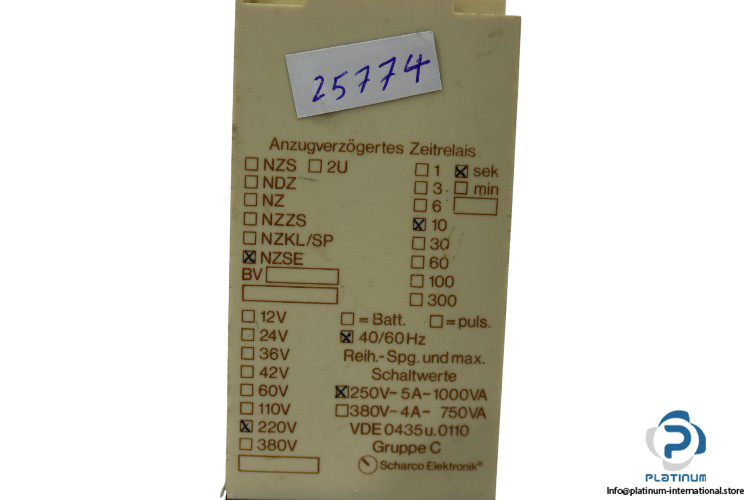 25774
Anzugverzögertes Zeitrelais
☐ NZS ☐ 2U
☐ NDZ
☐ NZ
☐ NZZS
☐ NZKL/SP
☒ NZSE
BV
☐ 1 ☒ sek
☐ 3 ☐ min
☐ 6
☒ 10
☐ 30
☐ 60
☐ 100
☐ 300
☐ 12V
☐ 24V
☐ 36V
☐ 42V
☐ 60V
☐ 110V
☒ 220V
☐ 380V
☐ = Batt. ☐ = puls.
☒ 40/60Hz
Reih.-Spg. und max.
Schaltwerte
☒ 250V~5A~1000VA
☐ 380V~4A~ 750VA
VDE 0435 u. 0110
Gruppe C
Scharco Elektronik®
PLATINUM
INTERNATIONAL
Info@platinum-international.store